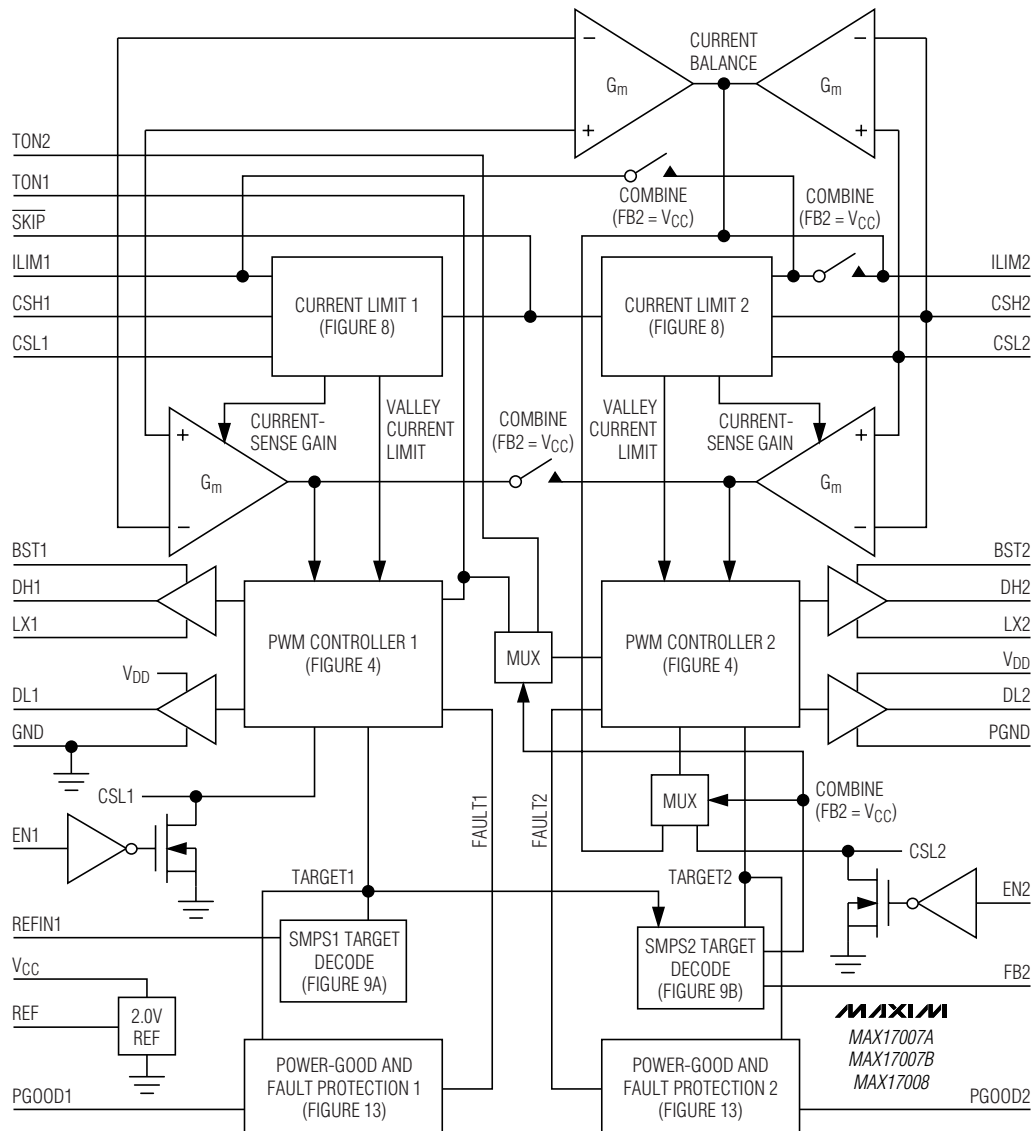 CURRENT
BALANCE
−
Gm
+
−
Gm
+
TON2
TON1
SKIP
ILIM1
CSH1
CSL1
COMBINE
(FB2 = VCC)
COMBINE
(FB2 = VCC)
ILIM2
CSH2
CSL2
CURRENT LIMIT 1
(FIGURE 8)
CURRENT LIMIT 2
(FIGURE 8)
CURRENT-
SENSE GAIN
VALLEY
CURRENT
LIMIT
COMBINE
(FB2 = VCC)
VALLEY
CURRENT
LIMIT
CURRENT-
SENSE GAIN
+
Gm
−
+
Gm
−
BST1
DH1
LX1
VDD
DL1
GND
PWM CONTROLLER 1
(FIGURE 4)
MUX
PWM CONTROLLER 2
(FIGURE 4)
BST2
DH2
LX2
VDD
DL2
PGND
CSL1
EN1
FAULT1
FAULT2
MUX
COMBINE
(FB2 = VCC)
CSL2
EN2
TARGET1
TARGET2
REFIN1
SMPS1 TARGET
DECODE
(FIGURE 9A)
SMPS2 TARGET
DECODE
(FIGURE 9B)
FB2
VCC
REF
2.0V
REF
MAXIM
MAX17007A
MAX17007B
MAX17008
PGOOD1
POWER-GOOD AND
FAULT PROTECTION 1
(FIGURE 13)
POWER-GOOD AND
FAULT PROTECTION 2
(FIGURE 13)
PGOOD2